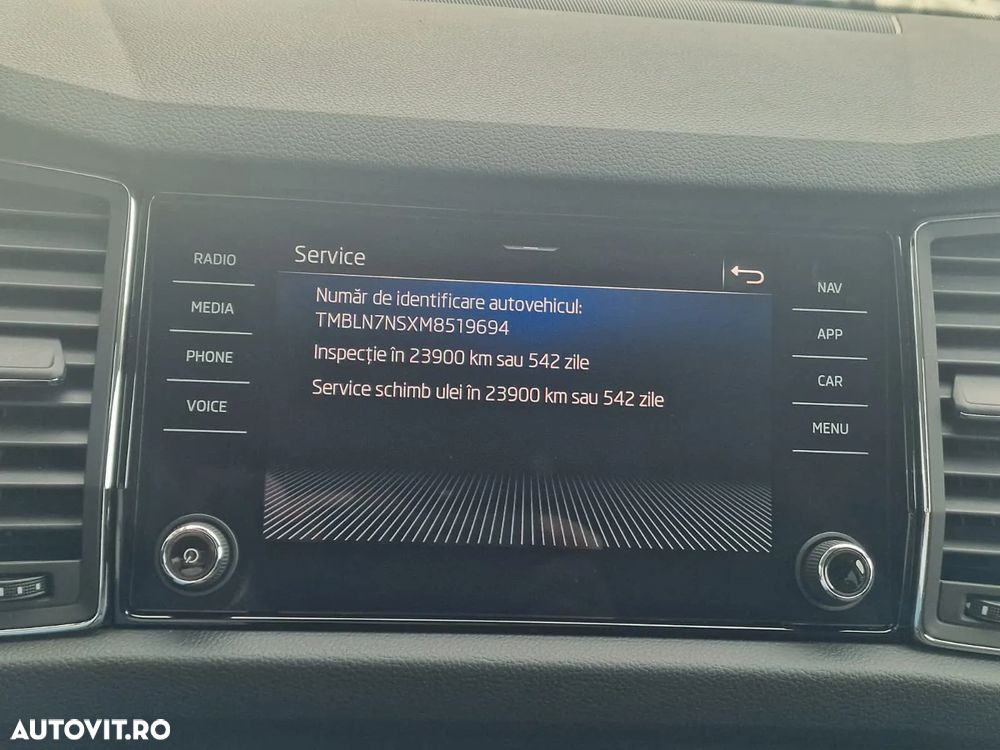 Service
RADIO
MEDIA
PHONE
VOICE
Număr de identificare autovehicul:
TMBLN7NSXM8519694
Inspecție în 23900 km sau 542 zile
Service schimb ulei în 23900 km sau 542 zile
NAV
APP
CAR
MENU
AUTOVIT.RO